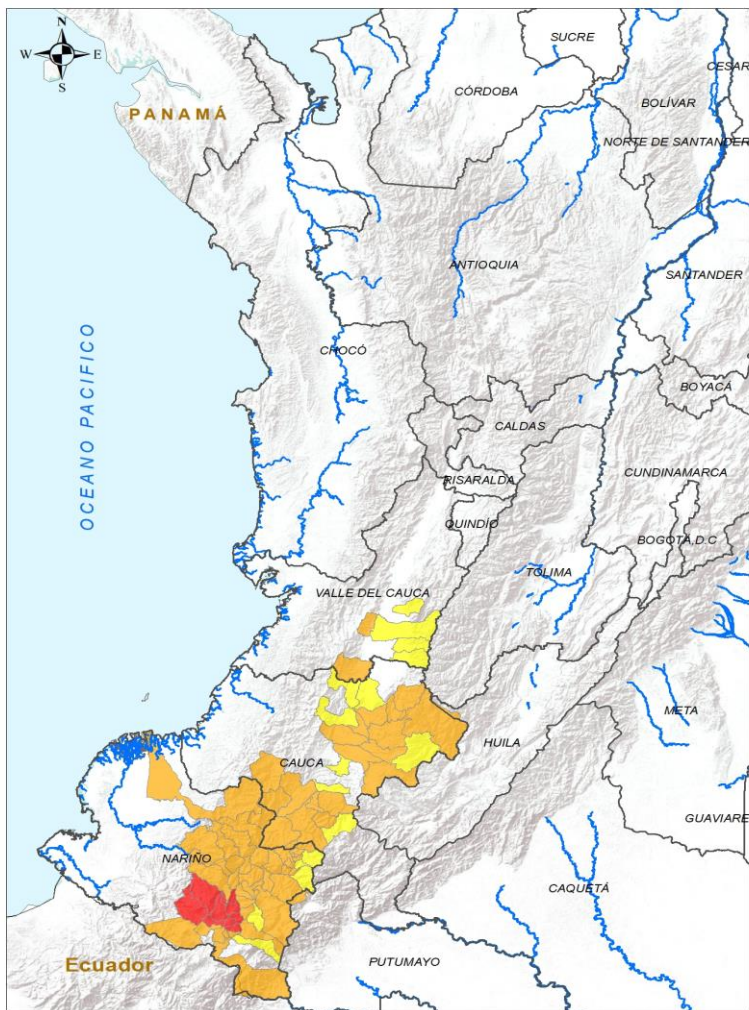 SUCRE
CESAR
N
W E
S
CÓRDOBA
BOLÍVAR
PANAMÁ
NORTE DE SANTANDER
ANTIOQUIA
SANTANDER
CHOCÓ
BOYACÁ
OCEANO PACIFICO
CALDAS
CUNDINAMARCA
RISARALDA
QUINDÍO
BOGOTÁ,D.C
TOLIMA
VALLE DEL CAUCA
META
HUILA
CAUCA
GUAVIARE
NARIÑO
CAQUETÁ
Ecuador
PUTUMAYO